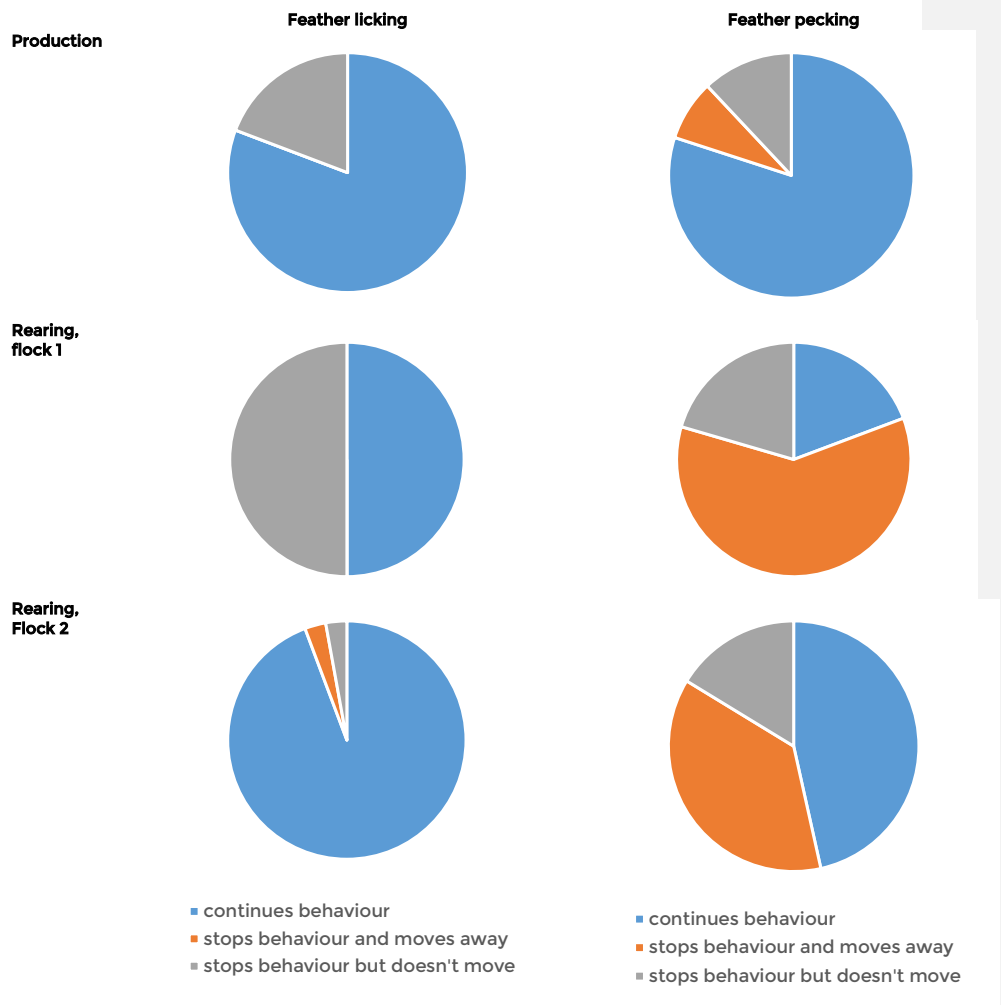 Feather licking
Feather pecking
Production
Rearing,
flock 1
Rearing,
Flock 2
continues behaviour
stops behaviour and moves away
stops behaviour but doesn't move
continues behaviour
stops behaviour and moves away
stops behaviour but doesn't move